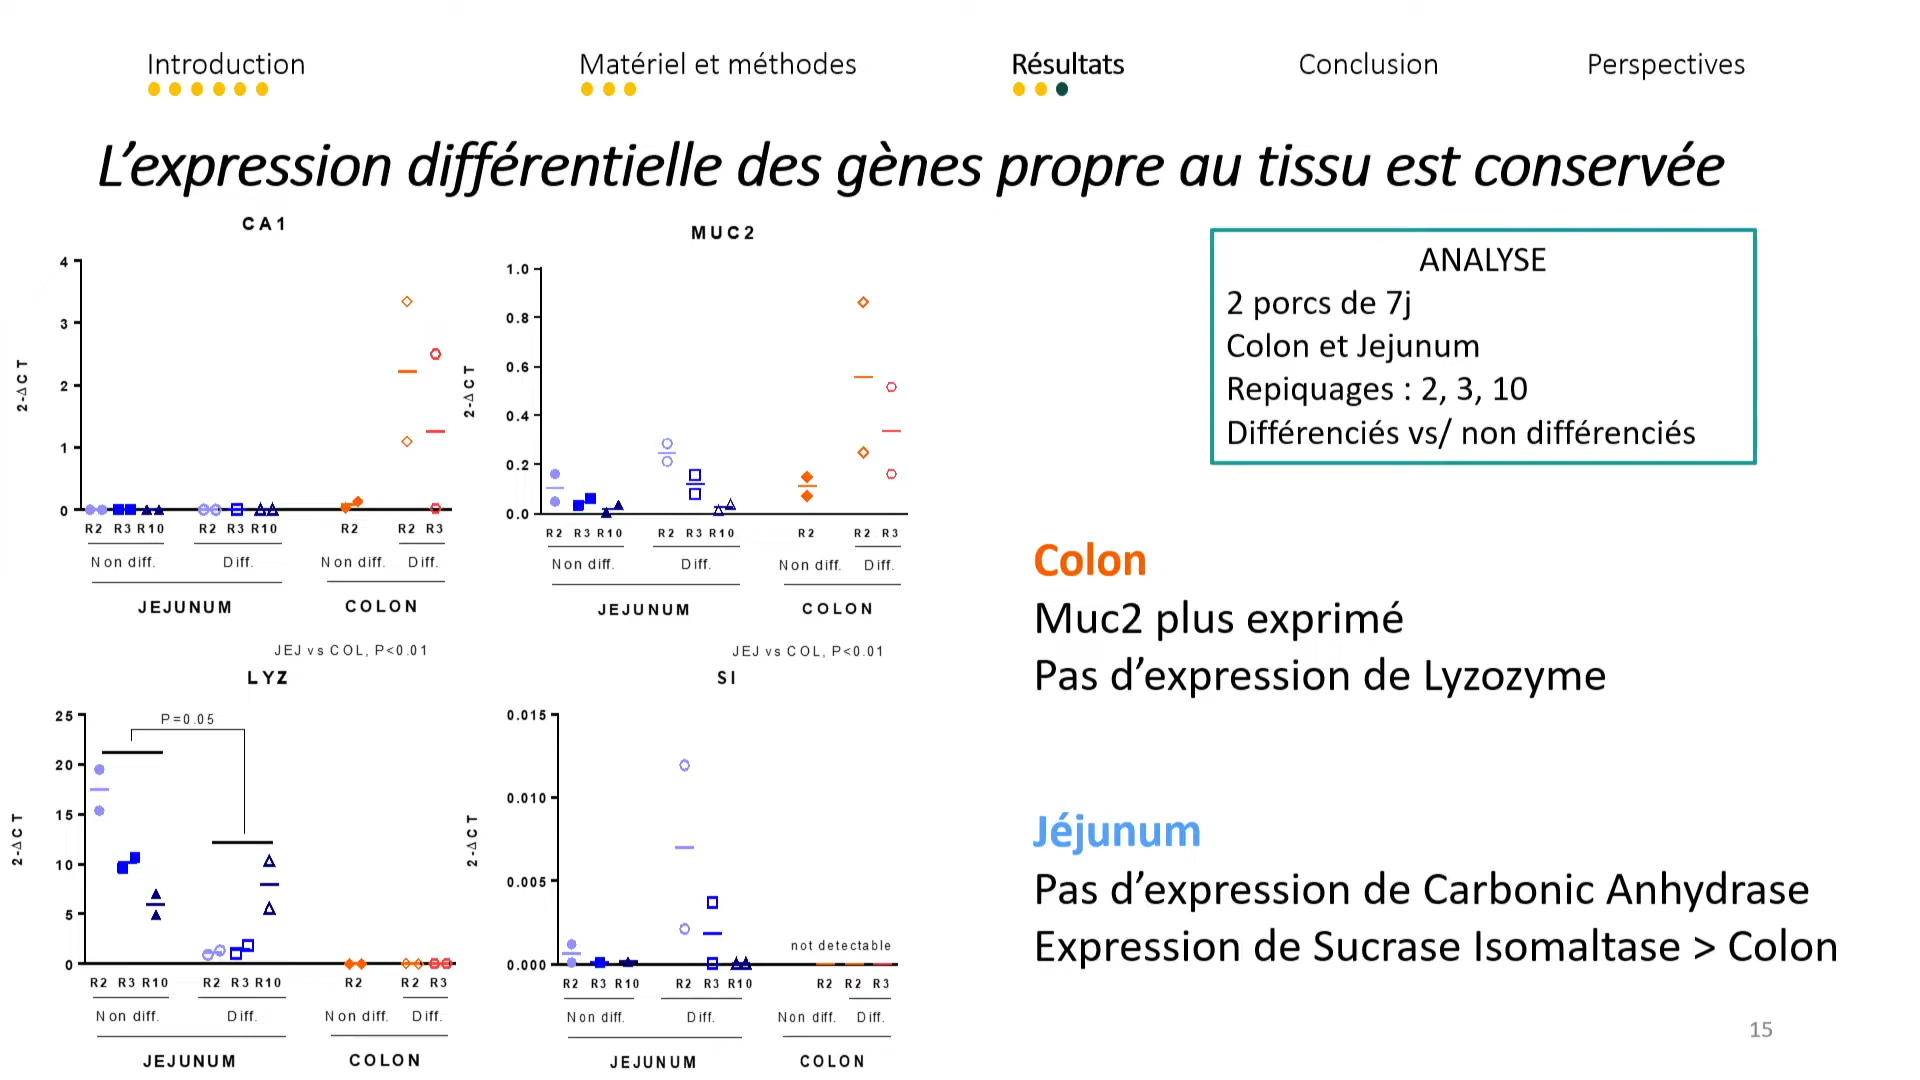 Introduction
Matériel et méthodes
Résultats
Conclusion
Perspectives
L’expression différentielle des gènes propre au tissu est conservée
CA1
4
3
2
1
0
2-ΔCT
R2 R3 R10 R2 R3 R10 R2 R2 R3
Non diff. Diff. Non diff. Diff.
JEJUNUM COLON
JEJ vs COL, P<0.01
MUC2
1.0
0.8
0.6
0.4
0.2
0.0
2-ΔCT
R2 R3 R10 R2 R3 R10 R2 R2 R3
Non diff. Diff. Non diff. Diff.
JEJUNUM COLON
JEJ vs COL, P<0.01
LYZ
P=0.05
25
20
15
10
5
0
2-ΔCT
R2 R3 R10 R2 R3 R10 R2 R2 R3
Non diff. Diff. Non diff. Diff.
JEJUNUM COLON
SI
0.015
0.010
0.005
0.000
2-ΔCT
not detectable
R2 R3 R10 R2 R3 R10 R2 R2 R3
Non diff. Diff. Non diff. Diff.
JEJUNUM COLON
ANALYSE
2 porcs de 7j
Colon et Jejunum
Repiquages : 2, 3, 10
Différenciés vs/ non différenciés
Colon
Muc2 plus exprimé
Pas d’expression de Lyzozyme
Jéjunum
Pas d’expression de Carbonic Anhydrase
Expression de Sucrase Isomaltase > Colon
15